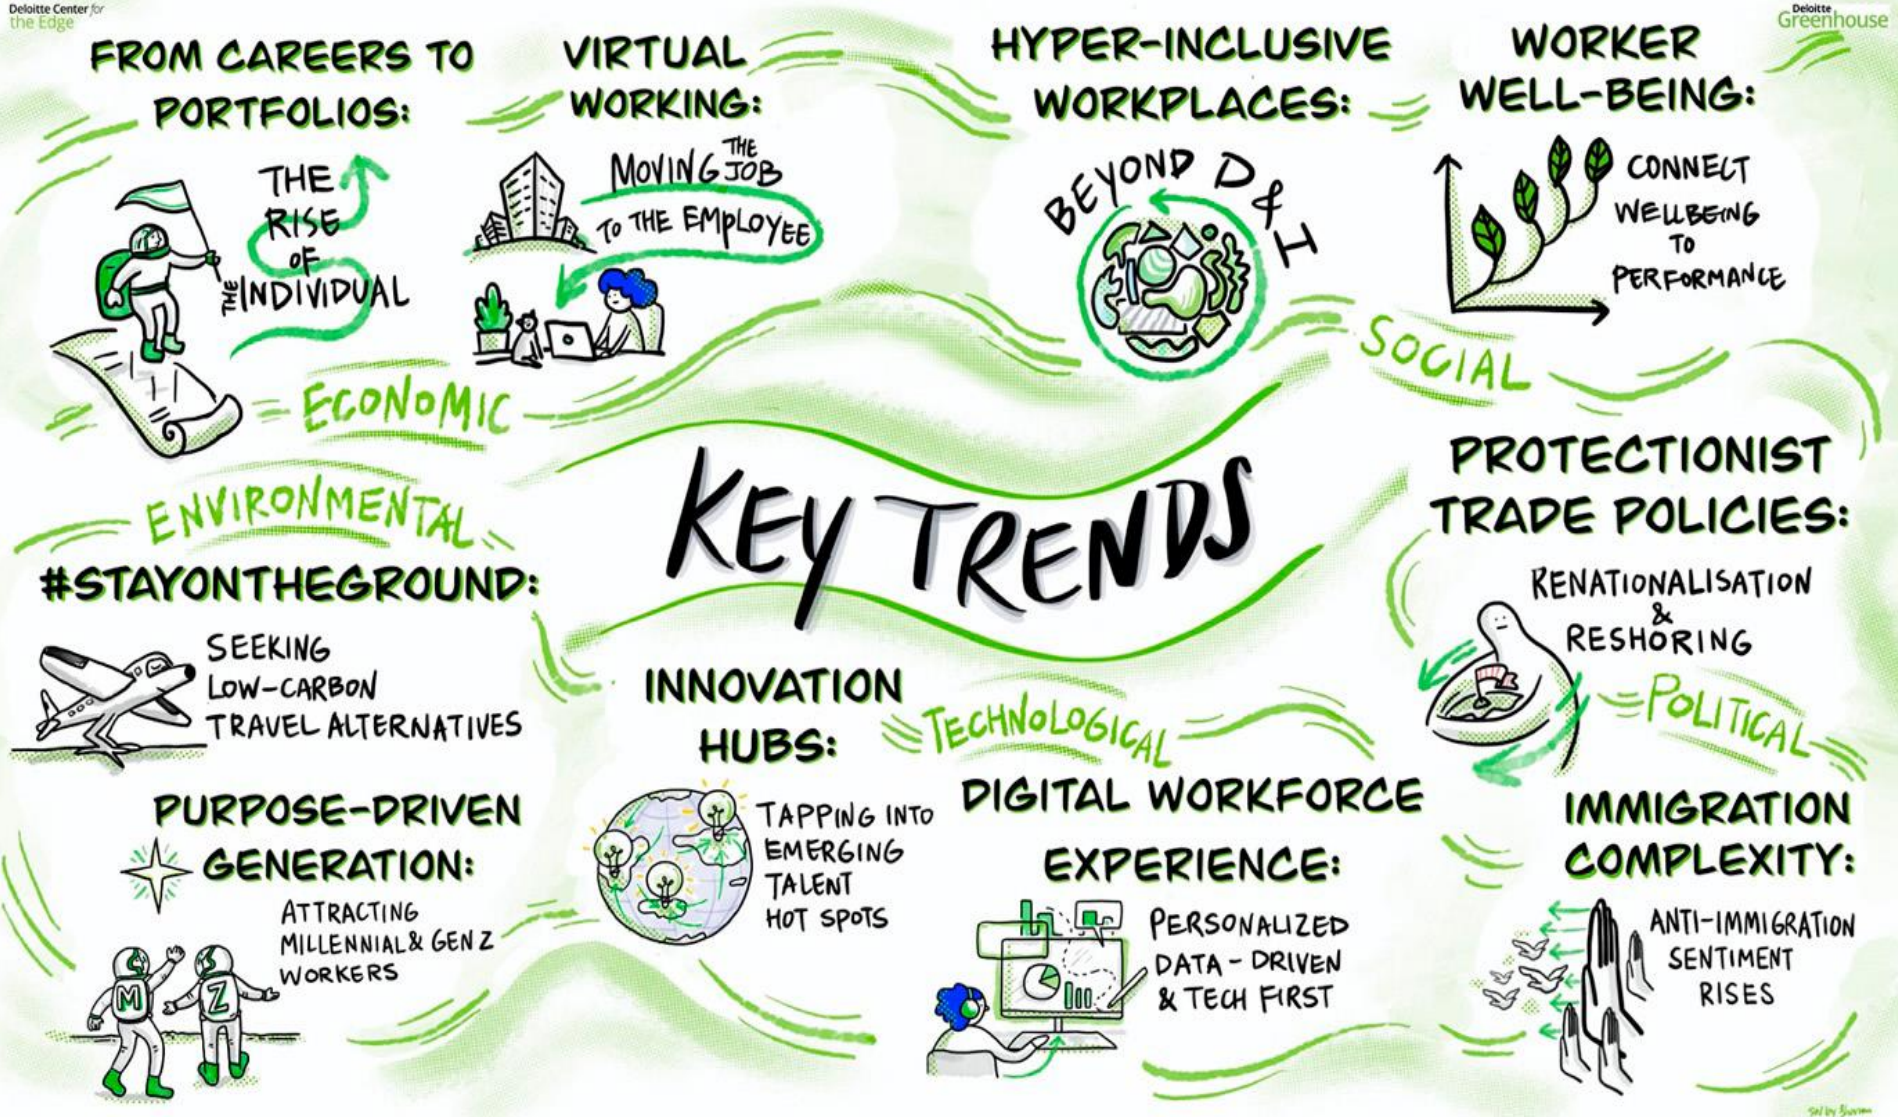 Deloitte Center for
the Edge
Deloitte
Greenhouse
FROM CAREERS TO
PORTFOLIOS:
THE
RISE
OF
THE INDIVIDUAL
VIRTUAL
WORKING:
MOVING THE JOB
TO THE EMPLOYEE
ECONOMIC
HYPER-INCLUSIVE
WORKPLACES:
BEYOND D & I
WORKER
WELL-BEING:
CONNECT
WELLBEING
TO
PERFORMANCE
SOCIAL
KEY TRENDS
ENVIRONMENTAL
#STAYONTHEGROUND:
SEEKING
LOW-CARBON
TRAVEL ALTERNATIVES
PURPOSE-DRIVEN
GENERATION:
ATTRACTING
MILLENNIAL & GEN Z
WORKERS
M
Z
INNOVATION
HUBS:
TAPPING INTO
EMERGING
TALENT
HOT SPOTS
TECHNOLOGICAL
DIGITAL WORKFORCE
EXPERIENCE:
PERSONALIZED
DATA-DRIVEN
& TECH FIRST
PROTECTIONIST
TRADE POLICIES:
RENATIONALISATION
&
RESHORING
POLITICAL
IMMIGRATION
COMPLEXITY:
ANTI-IMMIGRATION
SENTIMENT
RISES